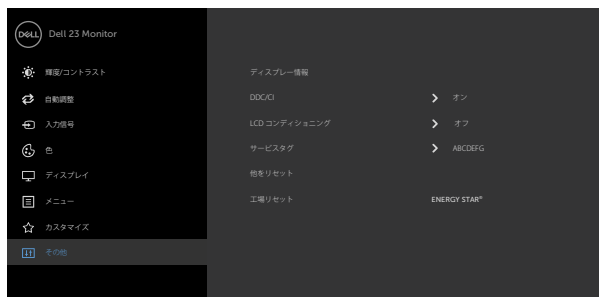 DELL Dell 23 Monitor
輝度/コントラスト
自動調整
入力信号
色
ディスプレイ
メニュー
カスタマイズ
その他
ディスプレー情報
DDC/CI オン
LCD コンディショニング オフ
サービスタグ ABCDEFG
他をリセット
工場リセット ENERGY STAR®